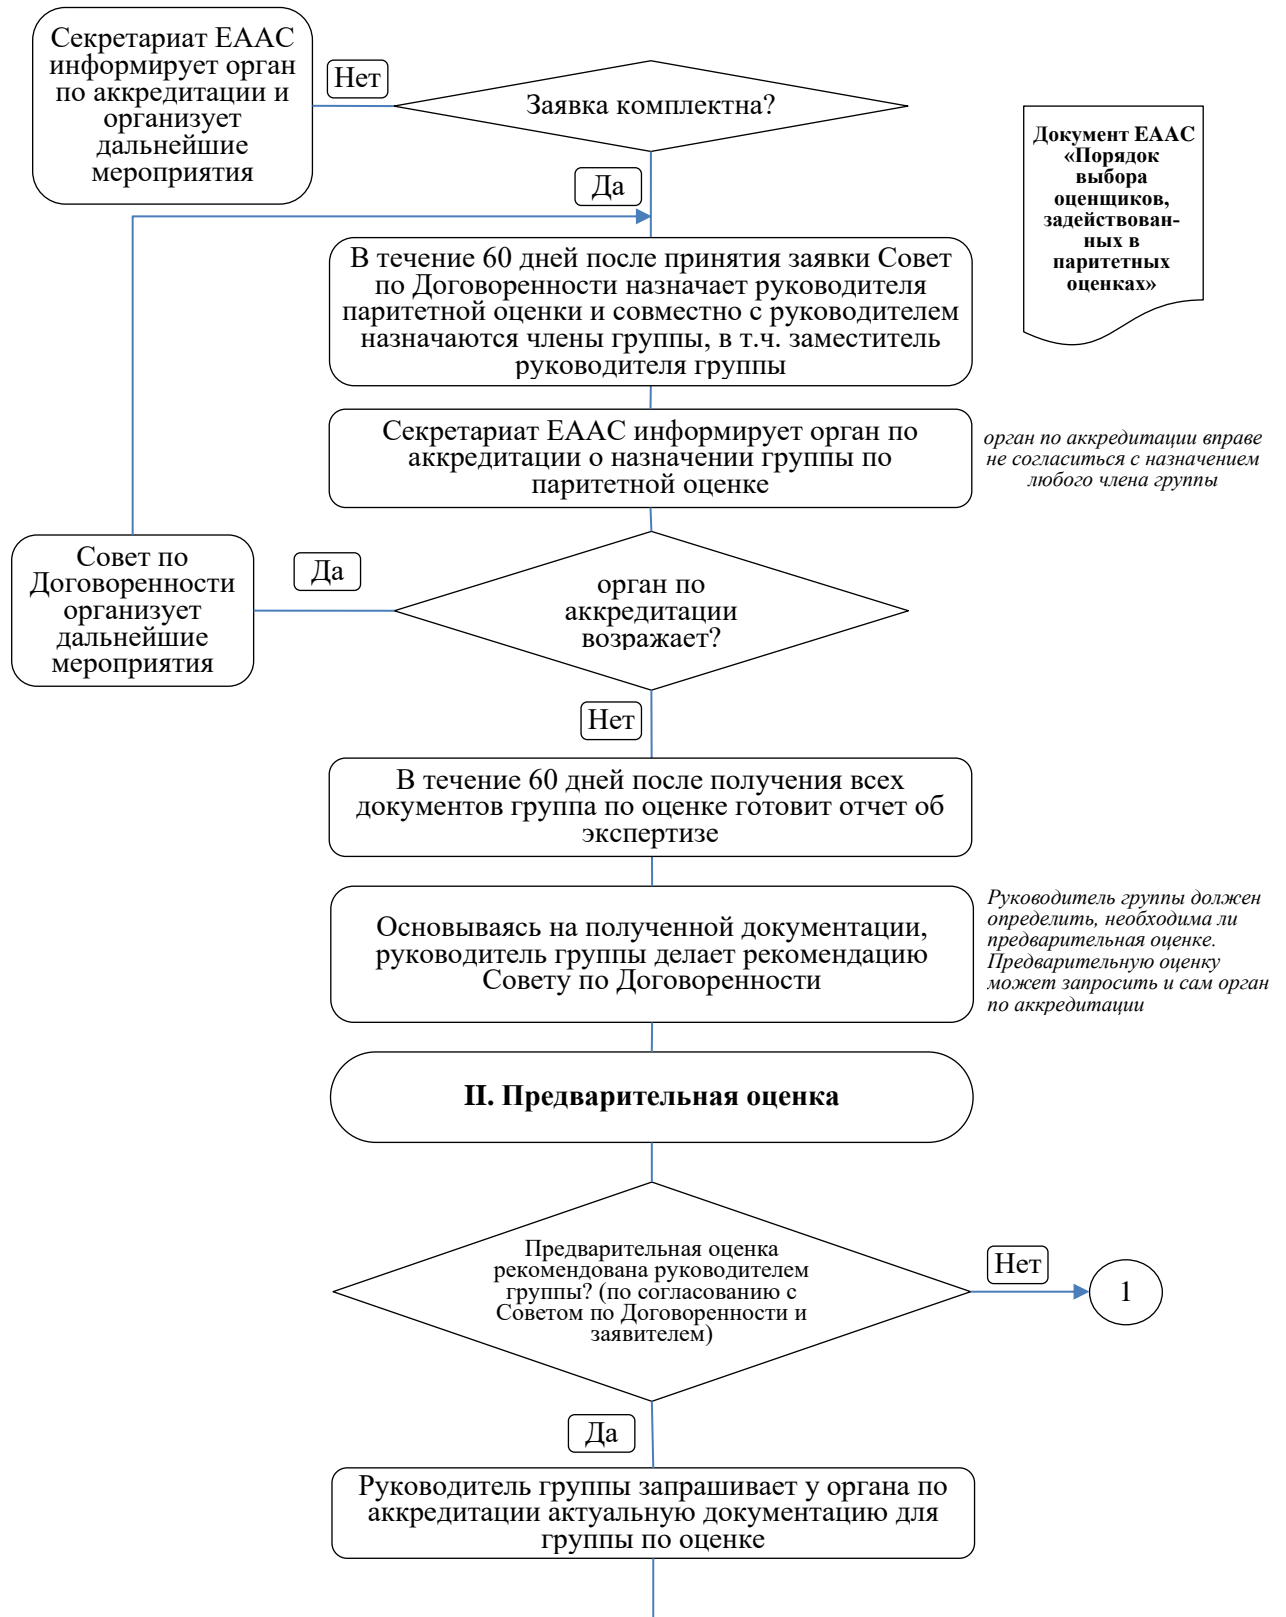 Секретариат ЕААС
информирует орган
по аккредитации и
организует
дальнейшие
мероприятия
Нет
Заявка комплектна?
Да
Документ ЕААС
«Порядок
выбора
оценщиков,
задействован-
ных в
паритетных
оценках»
В течение 60 дней после принятия заявки Совет
по Договоренности назначает руководителя
паритетной оценки и совместно с руководителем
назначаются члены группы, в т.ч. заместитель
руководителя группы
Секретариат ЕААС информирует орган по
аккредитации о назначении группы по
паритетной оценке
орган по аккредитации вправе
не согласиться с назначением
любого члена группы
Совет по
Договоренности
организует
дальнейшие
мероприятия
Да
орган по
аккредитации
возражает?
Нет
В течение 60 дней после получения всех
документов группа по оценке готовит отчет об
экспертизе
Основываясь на полученной документации,
руководитель группы делает рекомендацию
Совету по Договоренности
Руководитель группы должен
определить, необходима ли
предварительная оценке.
Предварительную оценку
может запросить и сам орган
по аккредитации
II. Предварительная оценка
Предварительная оценка
рекомендована руководителем
группы? (по согласованию с
Советом по Договоренности и
заявителем)
Нет
1
Да
Руководитель группы запрашивает у органа по
аккредитации актуальную документацию для
группы по оценке